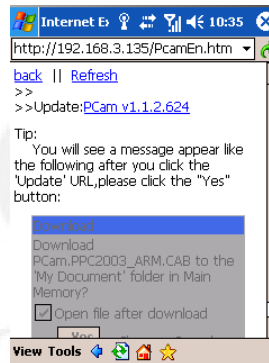 Internet Ex 10:35
http://192.168.3.135/PcamEn.htm
back || Refresh
>>
>>Update:PCam v1.1.2.624
Tip:
You will see a message appear like
the following after you click the
'Update' URL,please click the "Yes"
button:
Download
Download
PCam.PPC2003_ARM.CAB to the
'My Document' folder in Main
Memory?
Open file after download
Yes
View Tools